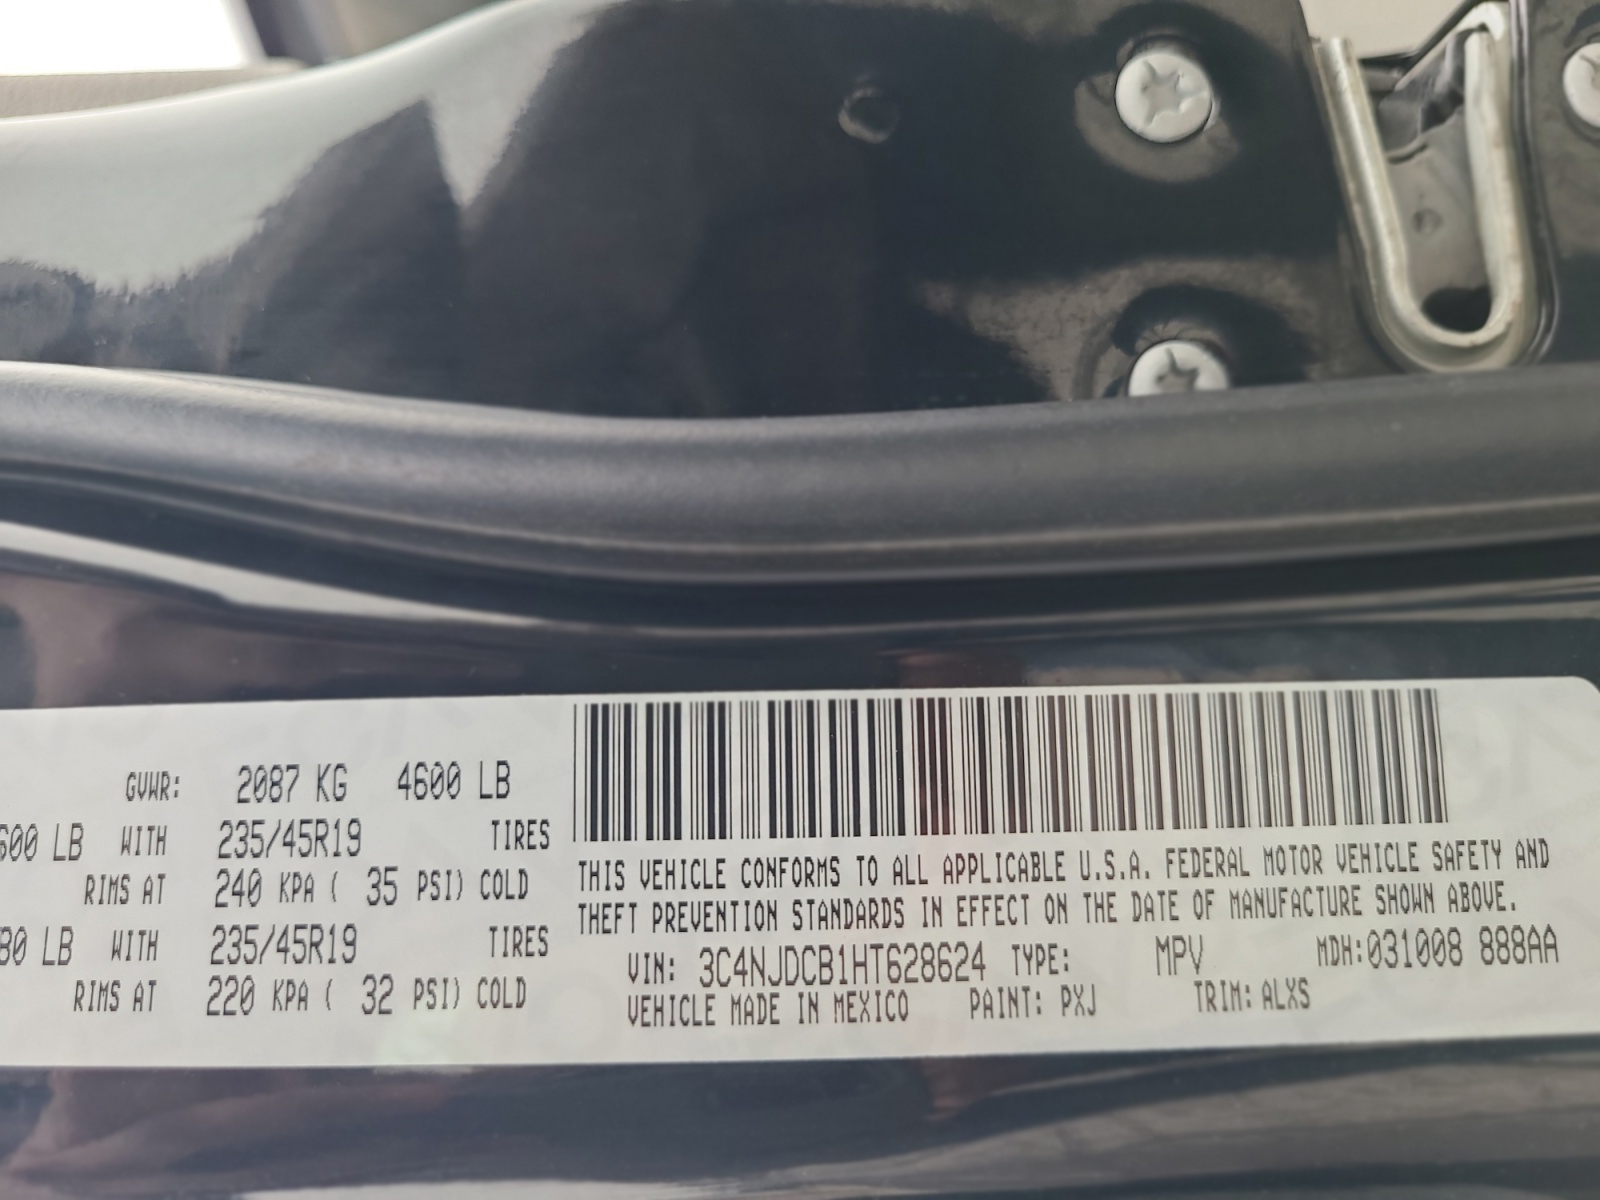 GVWR: 2087 KG 4600 LB
600 LB WITH 235/45R19 TIRES
RIMS AT 240 KPA ( 35 PSI) COLD
80 LB WITH 235/45R19 TIRES
RIMS AT 220 KPA ( 32 PSI) COLD
THIS VEHICLE CONFORMS TO ALL APPLICABLE U.S.A. FEDERAL MOTOR VEHICLE SAFETY AND
THEFT PREVENTION STANDARDS IN EFFECT ON THE DATE OF MANUFACTURE SHOWN ABOVE.
VIN: 3C4NJDCB1HT628624 TYPE: MPV MDH:031008 888AA
VEHICLE MADE IN MEXICO PAINT: PXJ TRIM: ALXS